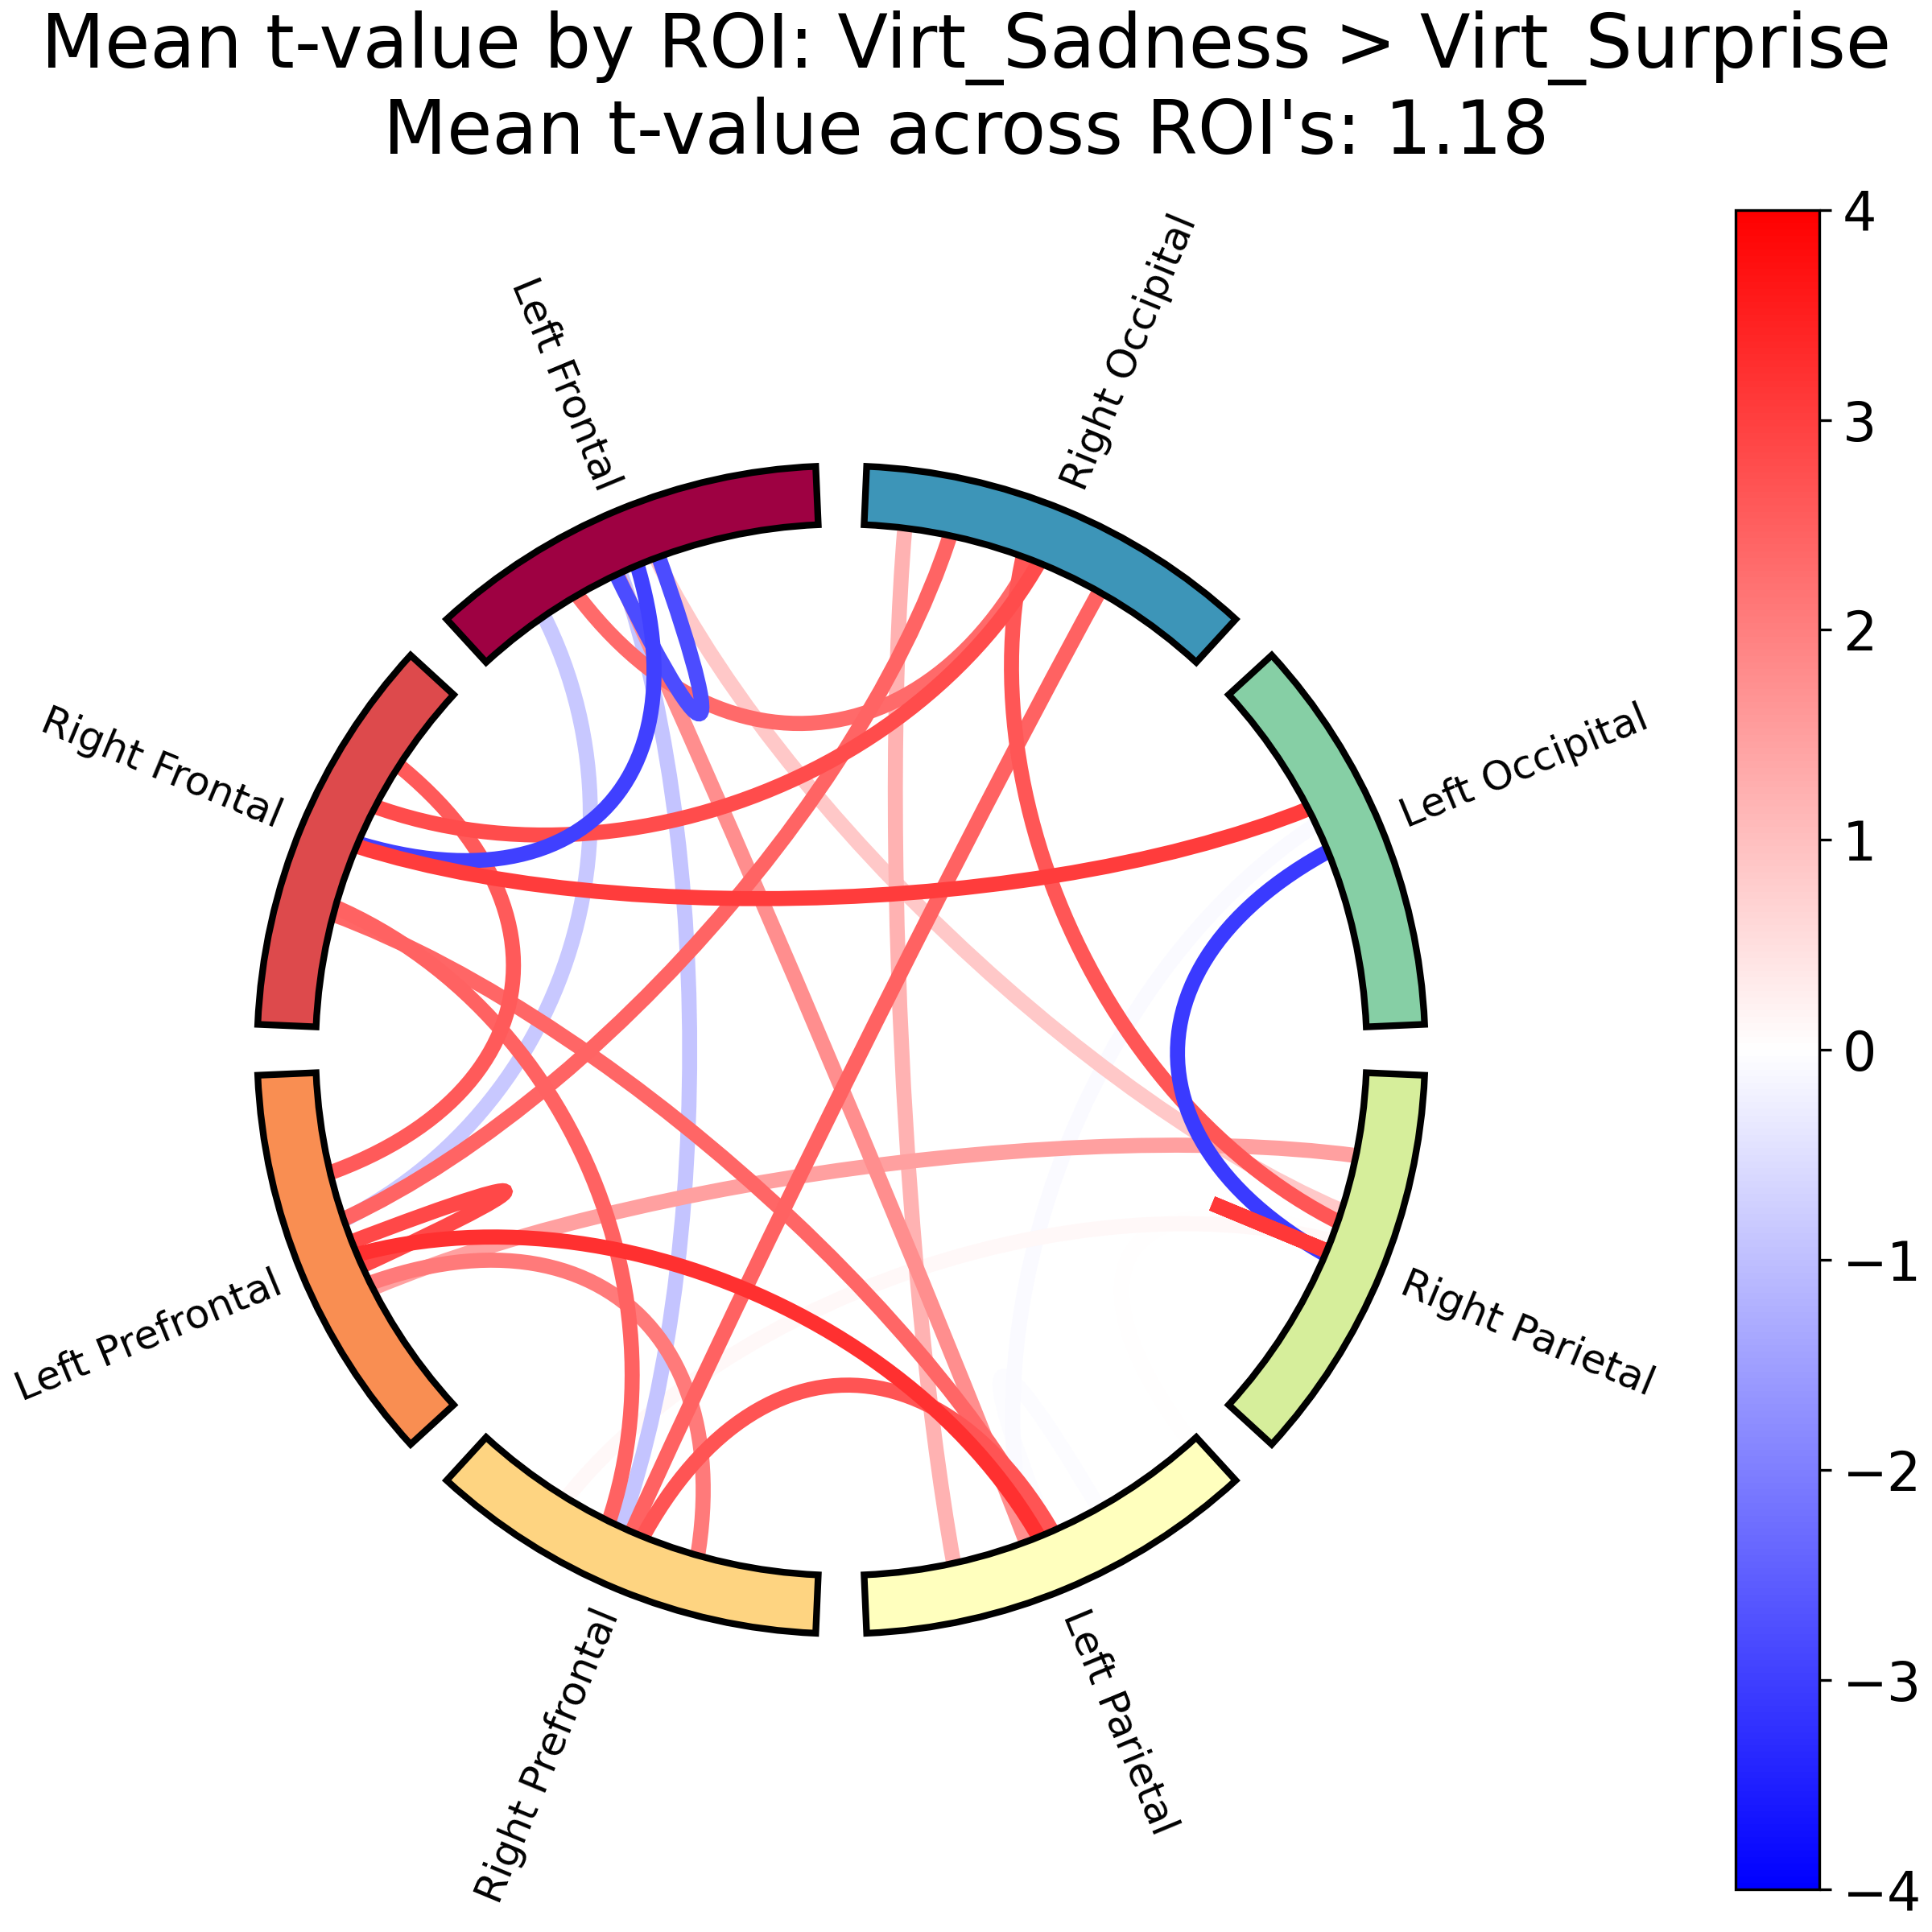 Mean t-value by ROI: Virt_Sadness > Virt_Surprise
Mean t-value across ROI's: 1.18
Left Frontal
Right Occipital
Right Frontal
Left Occipital
Left Prefrontal
Right Parietal
Right Prefrontal
Left Parietal
4
3
2
1
0
−1
−2
−3
−4